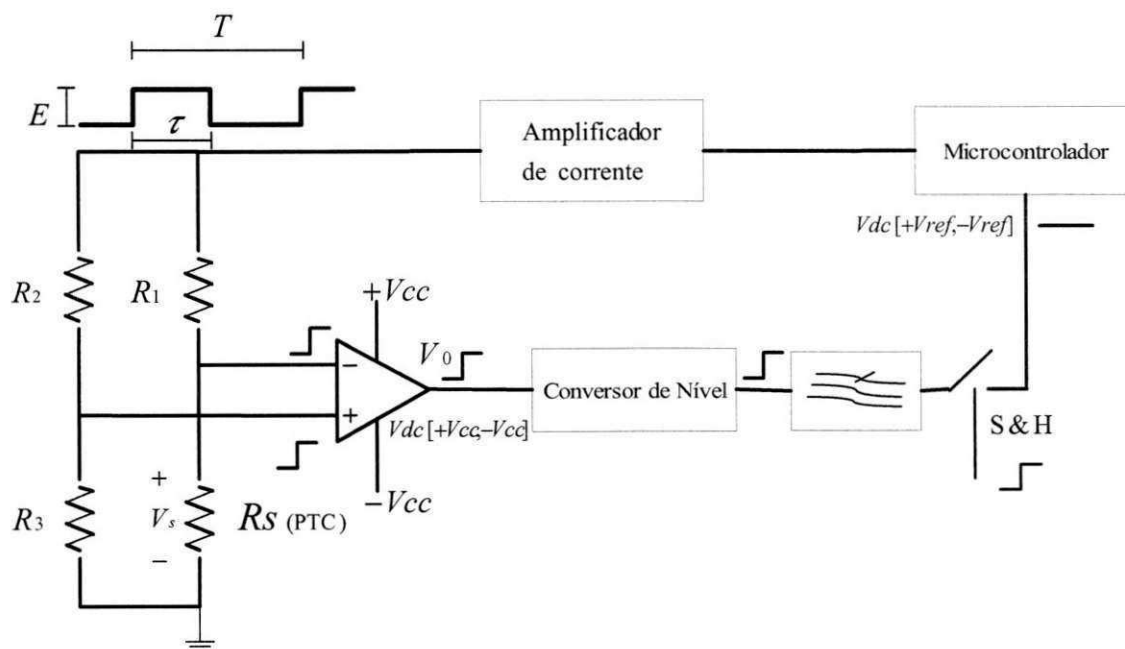 T
E
τ
Amplificador
de corrente
Microcontrolador
Vdc [+Vref,-Vref]
R2
R1
+Vcc
V0
−
+
Conversor de Nível
Vdc [+Vcc,-Vcc]
S & H
−Vcc
R3
+
Vs
−
Rs (PTC)